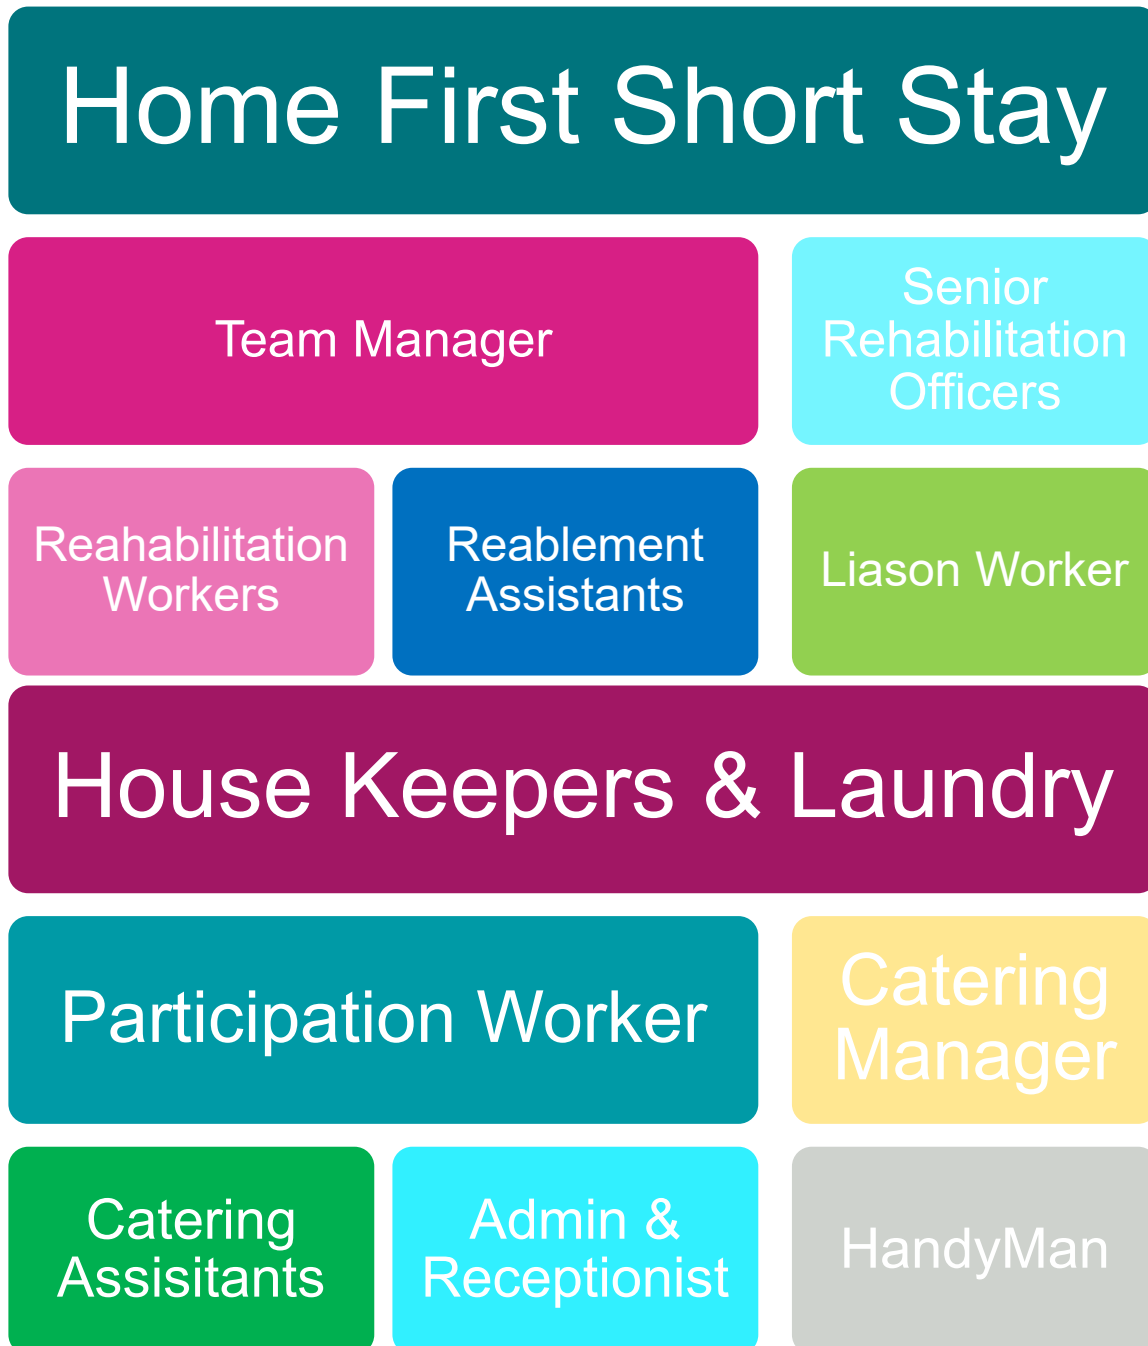 Home First Short Stay
Team Manager
Senior
Rehabilitation
Officers
Reahabilitation
Workers
Reablement
Assistants
Liason Worker
House Keepers & Laundry
Participation Worker
Catering
Manager
Catering
Assisitants
Admin &
Receptionist
HandyMan